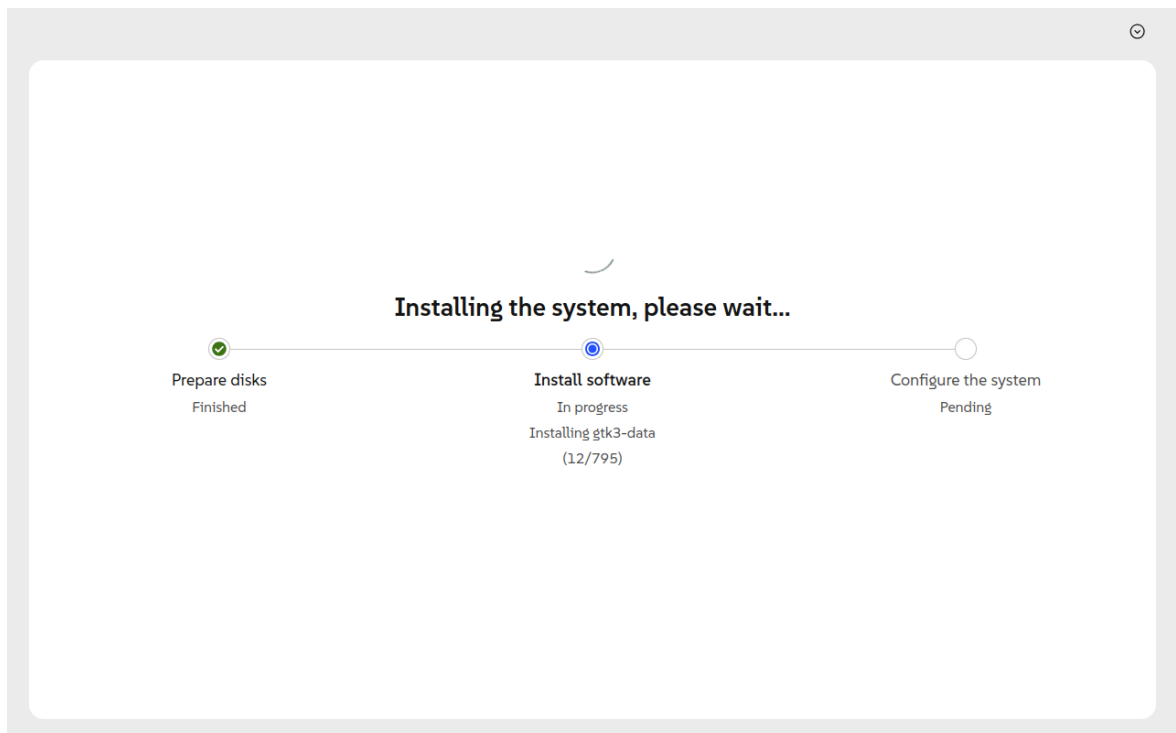 Installing the system, please wait...
Prepare disks
Finished
Install software
In progress
Installing gtk3-data
(12/795)
Configure the system
Pending